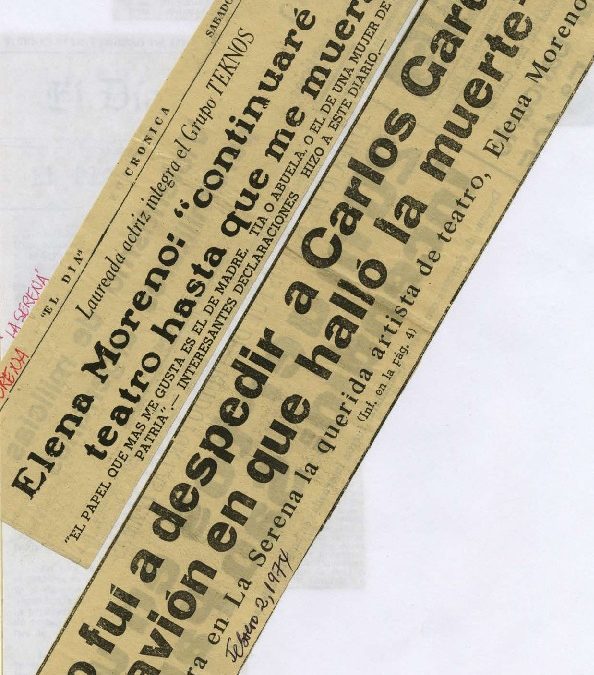 "EL DIA" CRONICA SABADO
Laureada actriz integra el Grupo TEKNOS
Elena Moreno: "continuaré
teatro hasta que me muera
"EL PAPEL QUE MAS ME GUSTA ES EL DE MADRE, TIA O ABUELA, O EL DE UNA MUJER DE
PATRIA".— INTERESANTES DECLARACIONES HIZO A ESTE DIARIO.—
LA SERENA
o fuí a despedir a Carlos Gard
avión en que halló la muerte
ra en La Serena la querida artista de teatro, Elena Moreno
(Inf. en la Pág. 4)
Febrero 2, 1974